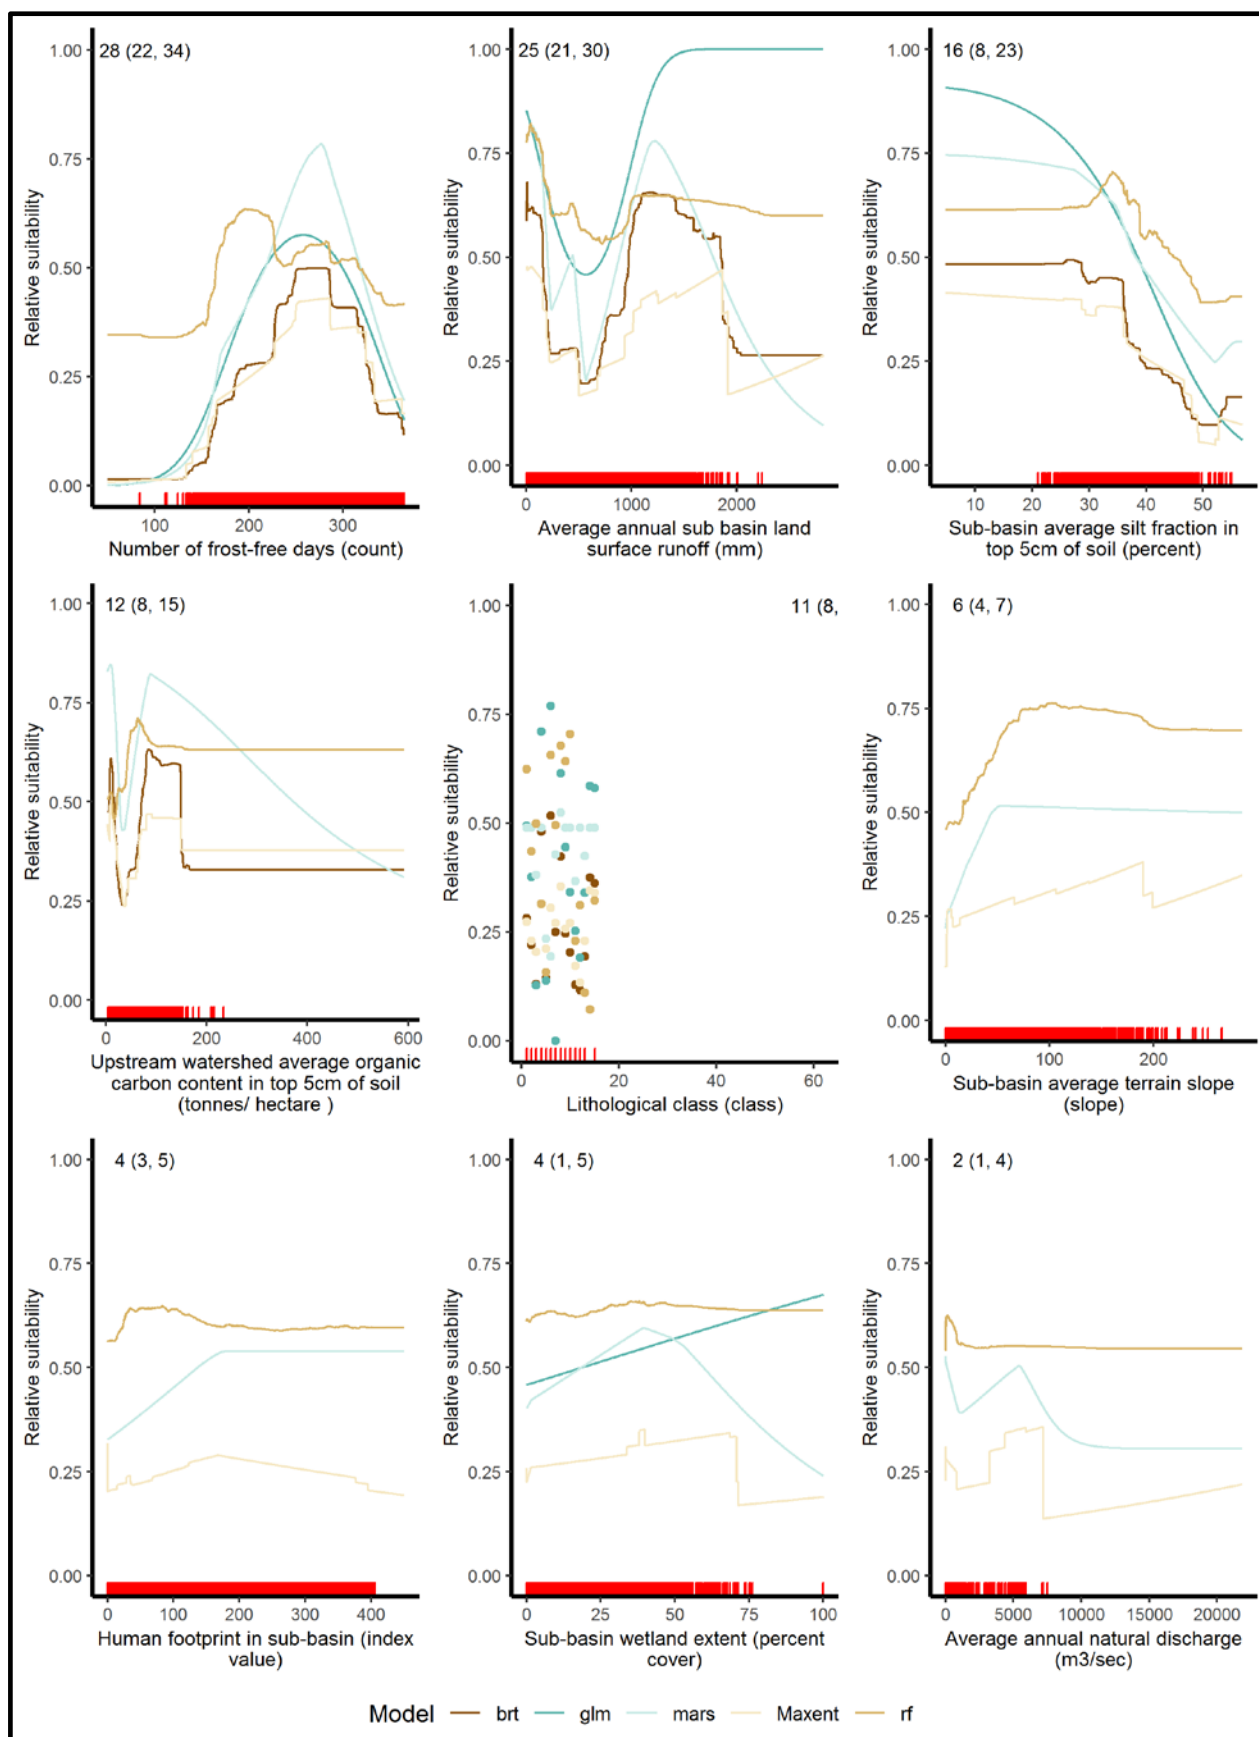 28 (22, 34)
1.00
0.75
0.50
0.25
0.00
Relative suitability
100 200 300
Number of frost-free days (count)
25 (21, 30)
1.00
0.75
0.50
0.25
0.00
Relative suitability
0 1000 2000
Average annual sub basin land
surface runoff (mm)
16 (8, 23)
1.00
0.75
0.50
0.25
0.00
Relative suitability
10 20 30 40 50
Sub-basin average silt fraction in
top 5cm of soil (percent)
12 (8, 15)
1.00
0.75
0.50
0.25
0.00
Relative suitability
0 200 400 600
Upstream watershed average organic
carbon content in top 5cm of soil
(tonnes/ hectare )
11 (8,
1.00
0.75
0.50
0.25
0.00
Relative suitability
0 20 40 60
Lithological class (class)
6 (4, 7)
1.00
0.75
0.50
0.25
0.00
Relative suitability
0 100 200
Sub-basin average terrain slope
(slope)
4 (3, 5)
1.00
0.75
0.50
0.25
0.00
Relative suitability
0 100 200 300 400
Human footprint in sub-basin (index
value)
4 (1, 5)
1.00
0.75
0.50
0.25
0.00
Relative suitability
0 25 50 75 100
Sub-basin wetland extent (percent
cover)
2 (1, 4)
1.00
0.75
0.50
0.25
0.00
Relative suitability
0 5000 10000 15000 20000
Average annual natural discharge
(m3/sec)
Model brt glm mars Maxent rf